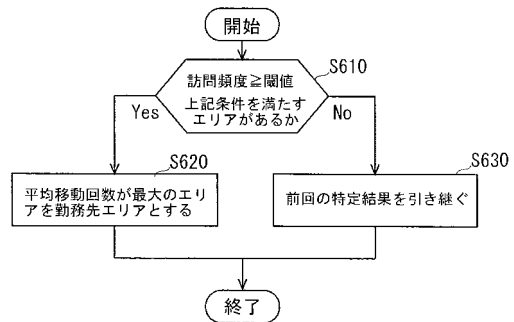 開始
S610
訪問頻度≧閾値
上記条件を満たす
エリアがあるか
Yes
No
S620
平均移動回数が最大のエリ
アを勤務先エリアとする
S630
前回の特定結果を引き継ぐ
終了